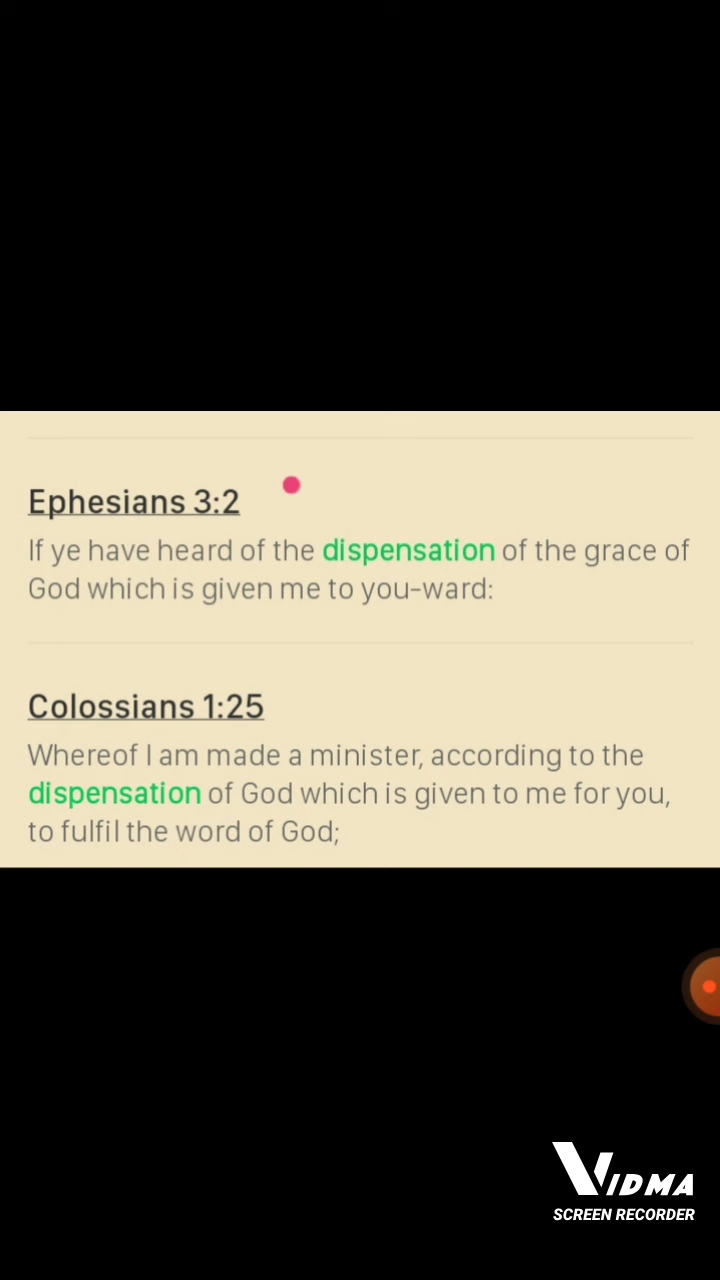 Ephesians 3:2
If ye have heard of the dispensation of the grace of
God which is given me to you-ward:
Colossians 1:25
Whereof I am made a minister, according to the
dispensation of God which is given to me for you,
to fulfil the word of God;
VIDMA
SCREEN RECORDER